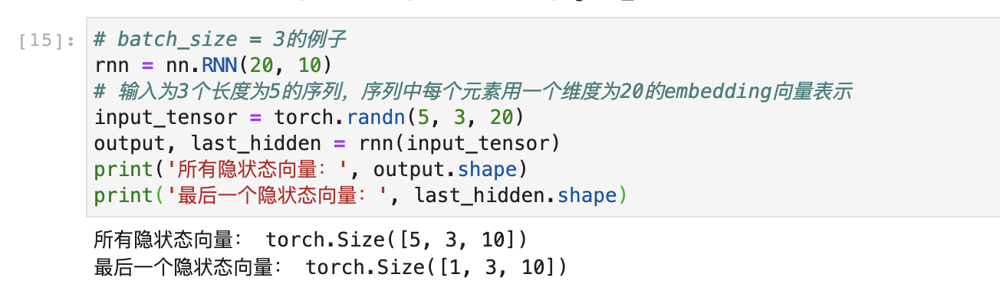 [15]:
# batch_size = 3的例子
rnn = nn.RNN(20, 10)
# 输入为3个长度为5的序列，序列中每个元素用一个维度为20的embedding向量表示
input_tensor = torch.randn(5, 3, 20)
output, last_hidden = rnn(input_tensor)
print('所有隐状态向量：', output.shape)
print('最后一个隐状态向量：', last_hidden.shape)
所有隐状态向量： torch.Size([5, 3, 10])
最后一个隐状态向量： torch.Size([1, 3, 10])